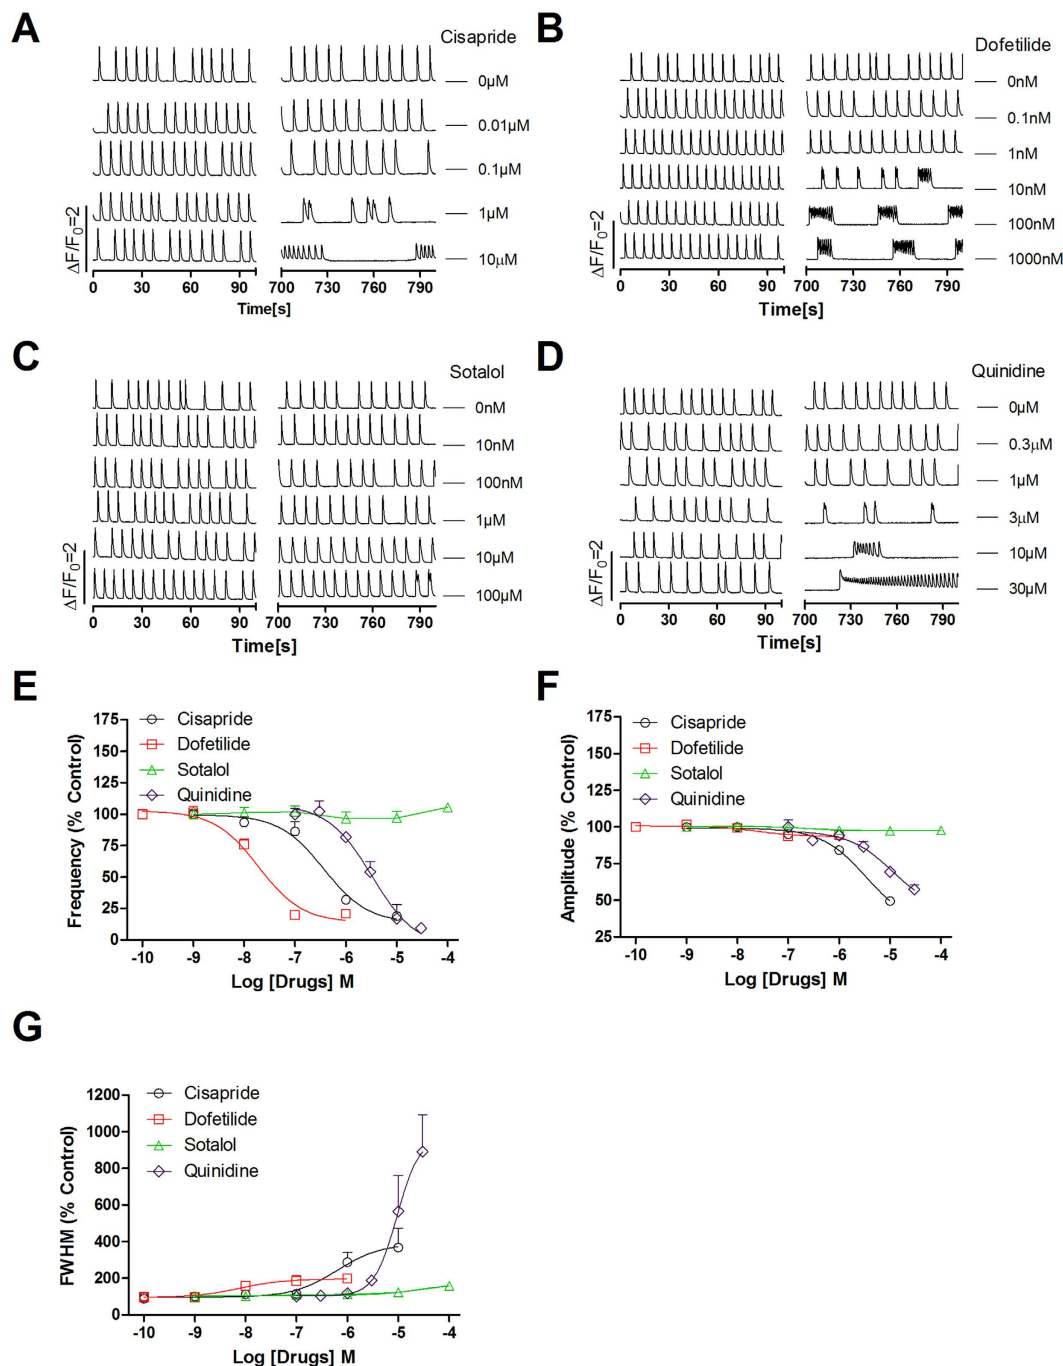 A
Cisapride
0µM
0.01µM
0.1µM
1µM
10µM
ΔF/F0=2
0 30 60 90
700 730 760 790
Time[s]
B
Dofetilide
0nM
0.1nM
1nM
10nM
100nM
1000nM
ΔF/F0=2
0 30 60 90
700 730 760 790
Time[s]
C
Sotalol
0nM
10nM
100nM
1µM
10µM
100µM
ΔF/F0=2
0 30 60 90
700 730 760 790
Time[s]
D
Quinidine
0µM
0.3µM
1µM
3µM
10µM
30µM
ΔF/F0=2
0 30 60 90
700 730 760 790
Time[s]
E
Cisapride
Dofetilide
Sotalol
Quinidine
Frequency (% Control)
175
150
125
100
75
50
25
0
-10 -9 -8 -7 -6 -5 -4
Log [Drugs] M
F
Cisapride
Dofetilide
Sotalol
Quinidine
Amplitude (% Control)
175
150
125
100
75
50
25
-10 -9 -8 -7 -6 -5 -4
Log [Drugs] M
G
Cisapride
Dofetilide
Sotalol
Quinidine
FWHM (% Control)
1200
1000
800
600
400
200
0
-10 -9 -8 -7 -6 -5 -4
Log [Drugs] M